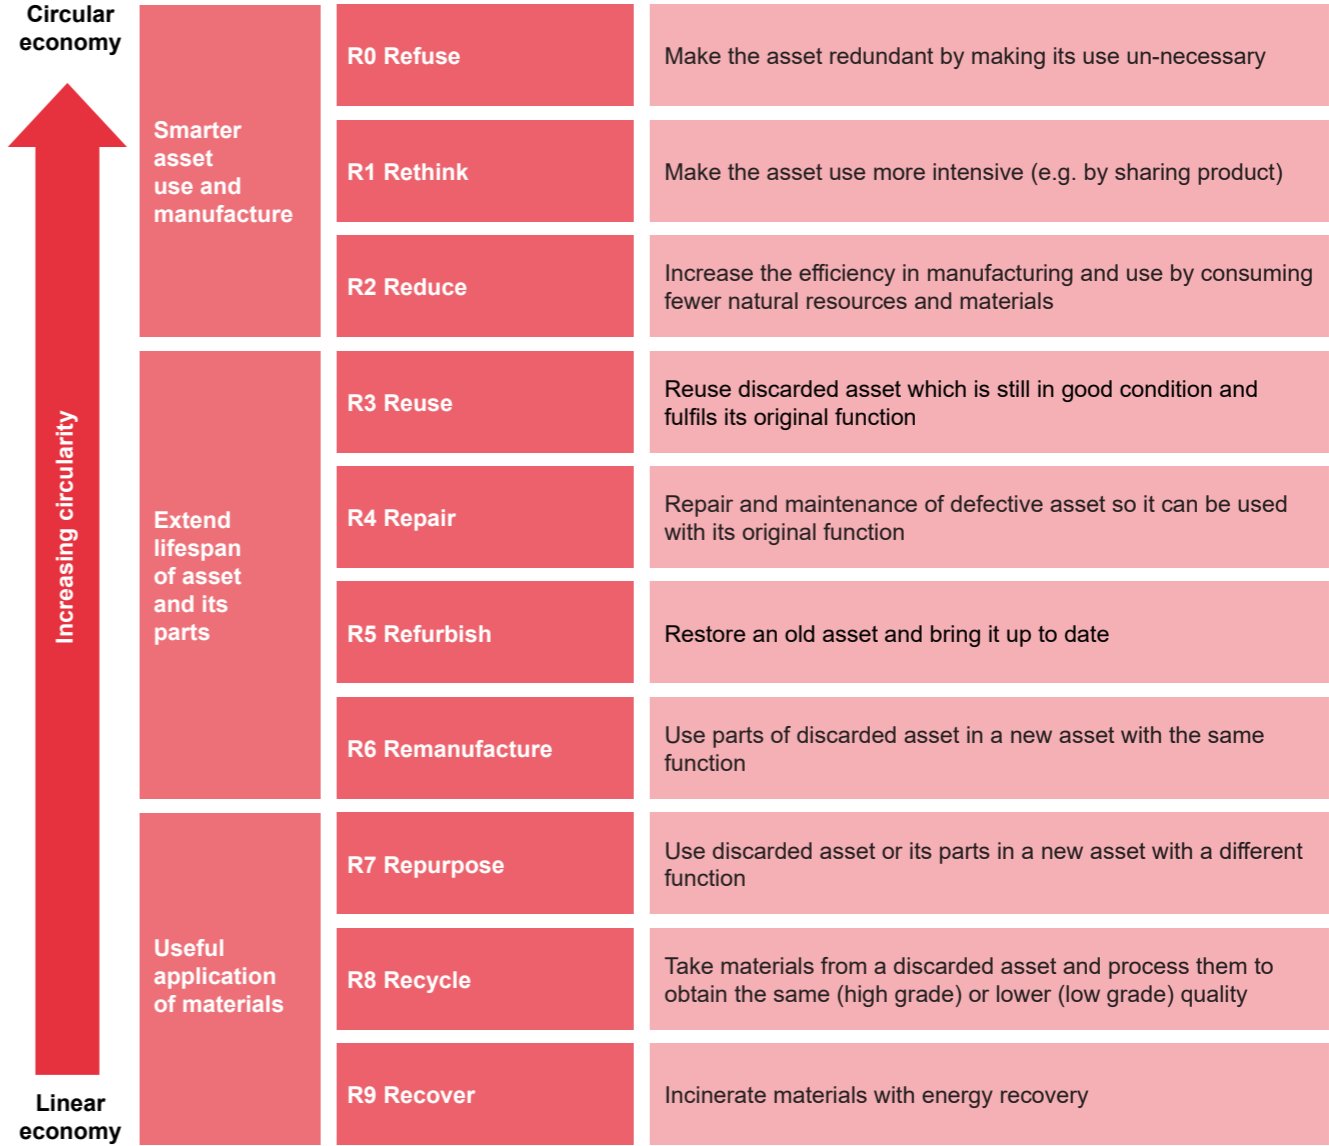 Circular
economy
Increasing circularity
Linear
economy
Smarter
asset
use and
manufacture
R0 Refuse
Make the asset redundant by making its use un-necessary
R1 Rethink
Make the asset use more intensive (e.g. by sharing product)
R2 Reduce
Increase the efficiency in manufacturing and use by consuming
fewer natural resources and materials
Extend
lifespan
of asset
and its
parts
R3 Reuse
Reuse discarded asset which is still in good condition and
fulfils its original function
R4 Repair
Repair and maintenance of defective asset so it can be used
with its original function
R5 Refurbish
Restore an old asset and bring it up to date
R6 Remanufacture
Use parts of discarded asset in a new asset with the same
function
Useful
application
of materials
R7 Repurpose
Use discarded asset or its parts in a new asset with a different
function
R8 Recycle
Take materials from a discarded asset and process them to
obtain the same (high grade) or lower (low grade) quality
R9 Recover
Incinerate materials with energy recovery